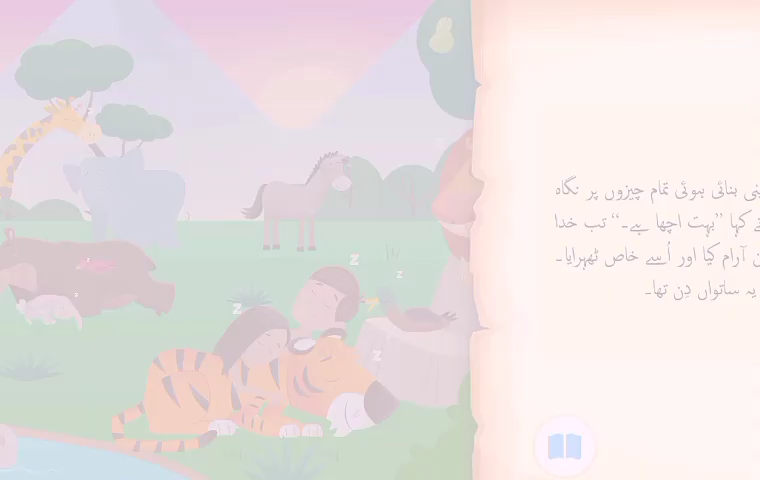 بنائی ہوئی تمام چیزوں پر نگاہ
کہا ”بہت اچھا ہے۔“ تب خدا
آرام کیا اور اُسے خاص ٹھہرایا۔
یہ ساتواں دِن تھا۔
z
z
z
z